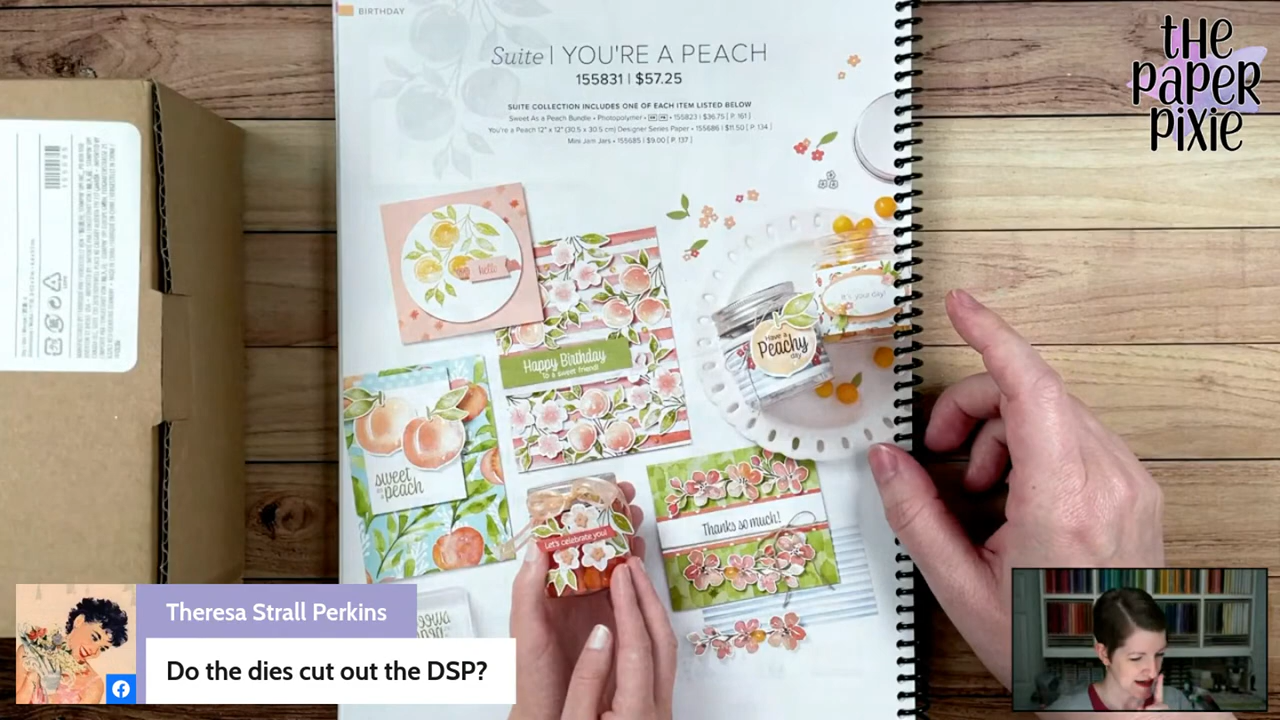 BIRTHDAY
Suite | YOU'RE A PEACH
155831 | $57.25
SUITE COLLECTION INCLUDES ONE OF EACH ITEM LISTED BELOW
Sweet As a Peach Bundle • Photopolymer • 155823 | $36.75 [ P. 161 ]
You're a Peach 12" x 12" (30.5 x 30.5 cm) Designer Series Paper • 155686 | $11.50 [ P. 134 ]
Mini Jam Jars • 155685 | $9.00 [ P. 137 ]
THE
PAPER
PIXIE
hello
it's your day!
Have a
Peachy
day
Happy Birthday
to a sweet friend!
sweet
as a
peach
Thanks so much!
Let's celebrate you!
Theresa Strall Perkins
Do the dies cut out the DSP?